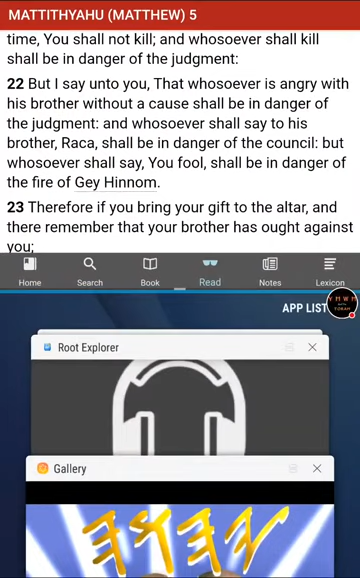 MATTITHYAHU (MATTHEW) 5
time, You shall not kill; and whosoever shall kill
shall be in danger of the judgment:
22 But I say unto you, That whosoever is angry with
his brother without a cause shall be in danger of
the judgment: and whosoever shall say to his
brother, Raca, shall be in danger of the council: but
whosoever shall say, You fool, shall be in danger of
the fire of Gey Hinnom.
23 Therefore if you bring your gift to the altar, and
there remember that your brother has ought against
you;
Home Search Book Read Notes Lexicon
APP LIST
Root Explorer
Gallery